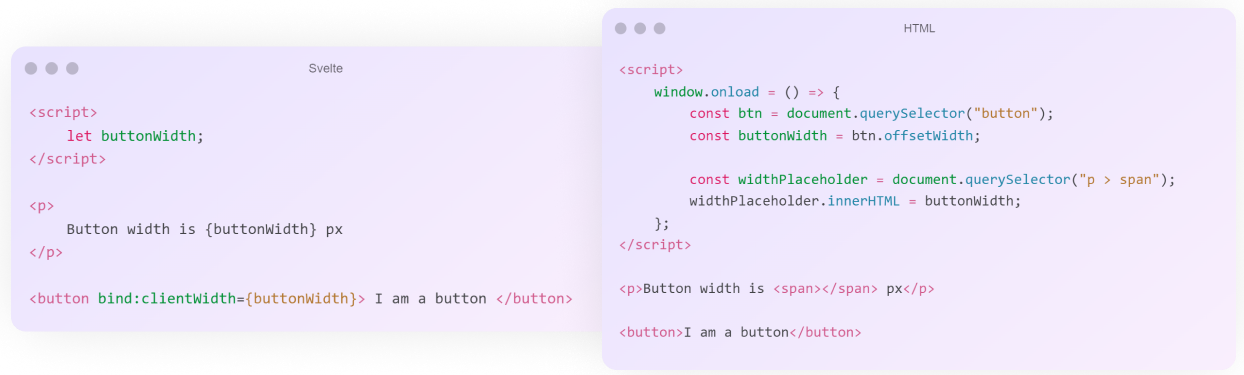 Svelte
<script>
let buttonWidth;
</script>
<p>
Button width is {buttonWidth} px
</p>
<button bind:clientWidth={buttonWidth}> I am a button </button>
HTML
<script>
window.onload = () => {
const btn = document.querySelector("button");
const buttonWidth = btn.offsetWidth;
const widthPlaceholder = document.querySelector("p > span");
widthPlaceholder.innerHTML = buttonWidth;
};
</script>
<p>Button width is <span></span> px</p>
<button>I am a button</button>